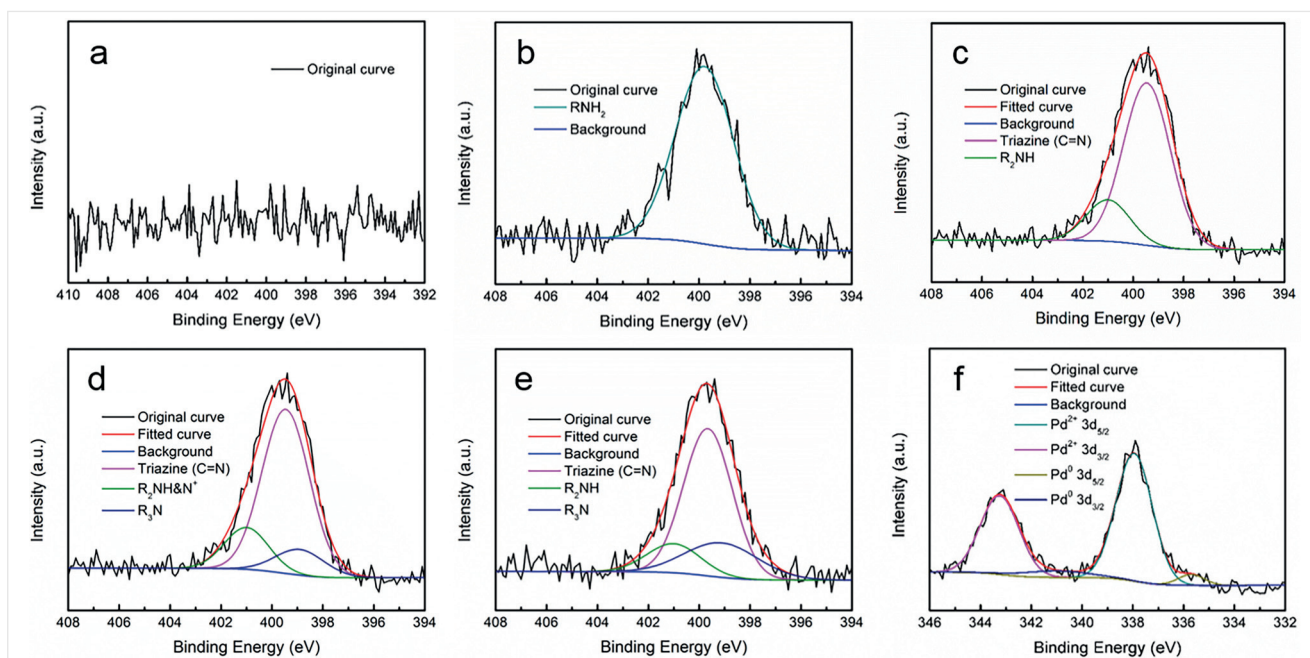 a
Original curve
Intensity (a.u.)
410 408 406 404 402 400 398 396 394 392
Binding Energy (eV)
b
Original curve
RNH₂
Background
Intensity (a.u.)
408 406 404 402 400 398 396 394
Binding Energy (eV)
c
Original curve
Fitted curve
Background
Triazine (C=N)
R₂NH
Intensity (a.u.)
408 406 404 402 400 398 396 394
Binding Energy (eV)
d
Original curve
Fitted curve
Background
Triazine (C=N)
R₂NH&N⁺
R₃N
Intensity (a.u.)
408 406 404 402 400 398 396 394
Binding Energy (eV)
e
Original curve
Fitted curve
Background
Triazine (C=N)
R₂NH
R₃N
Intensity (a.u.)
408 406 404 402 400 398 396 394
Binding Energy (eV)
f
Original curve
Fitted curve
Background
Pd²⁺ 3d5/2
Pd²⁺ 3d3/2
Pd⁰ 3d5/2
Pd⁰ 3d3/2
Intensity (a.u.)
346 344 342 340 338 336 334 332
Binding Energy (eV)